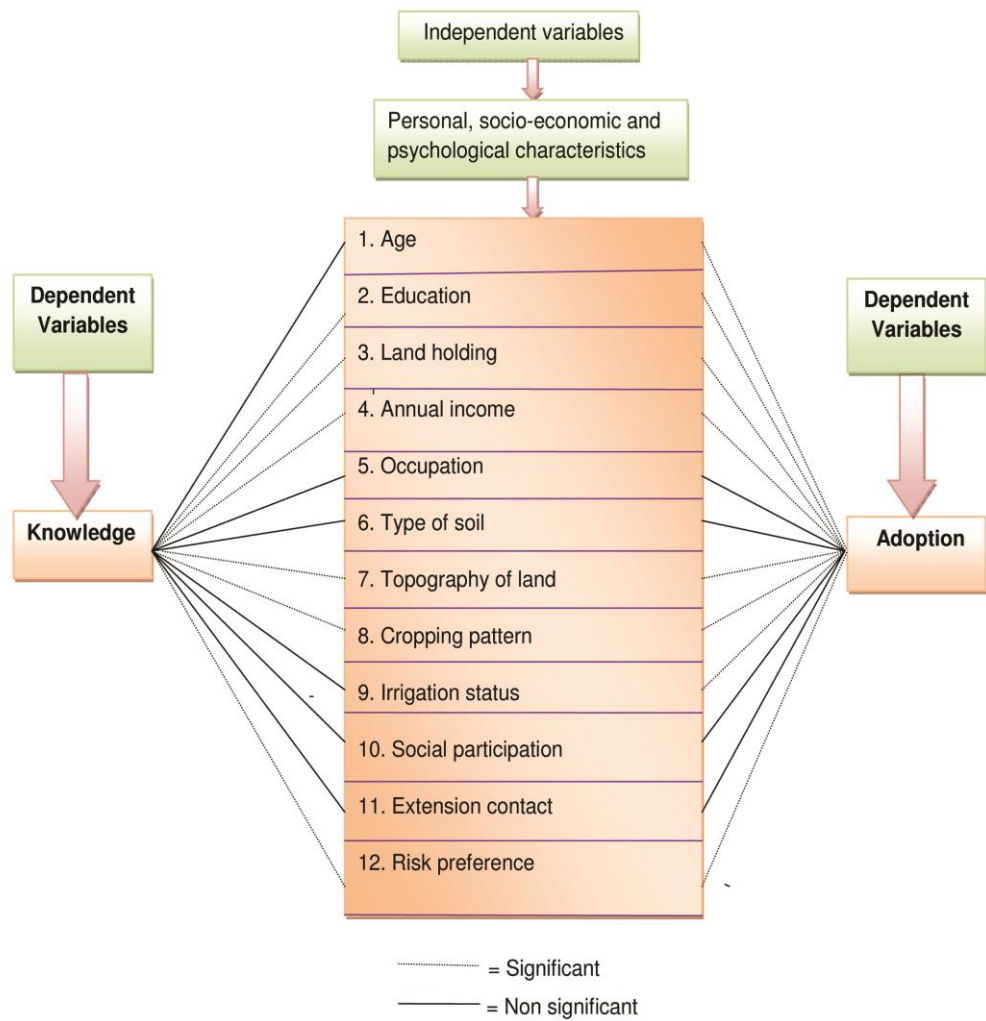 Independent variables
Personal, socio-economic and
psychological characteristics
Dependent
Variables
Knowledge
1. Age
2. Education
3. Land holding
4. Annual income
5. Occupation
6. Type of soil
7. Topography of land
8. Cropping pattern
9. Irrigation status
10. Social participation
11. Extension contact
12. Risk preference
Dependent
Variables
Adoption
= Significant
= Non significant